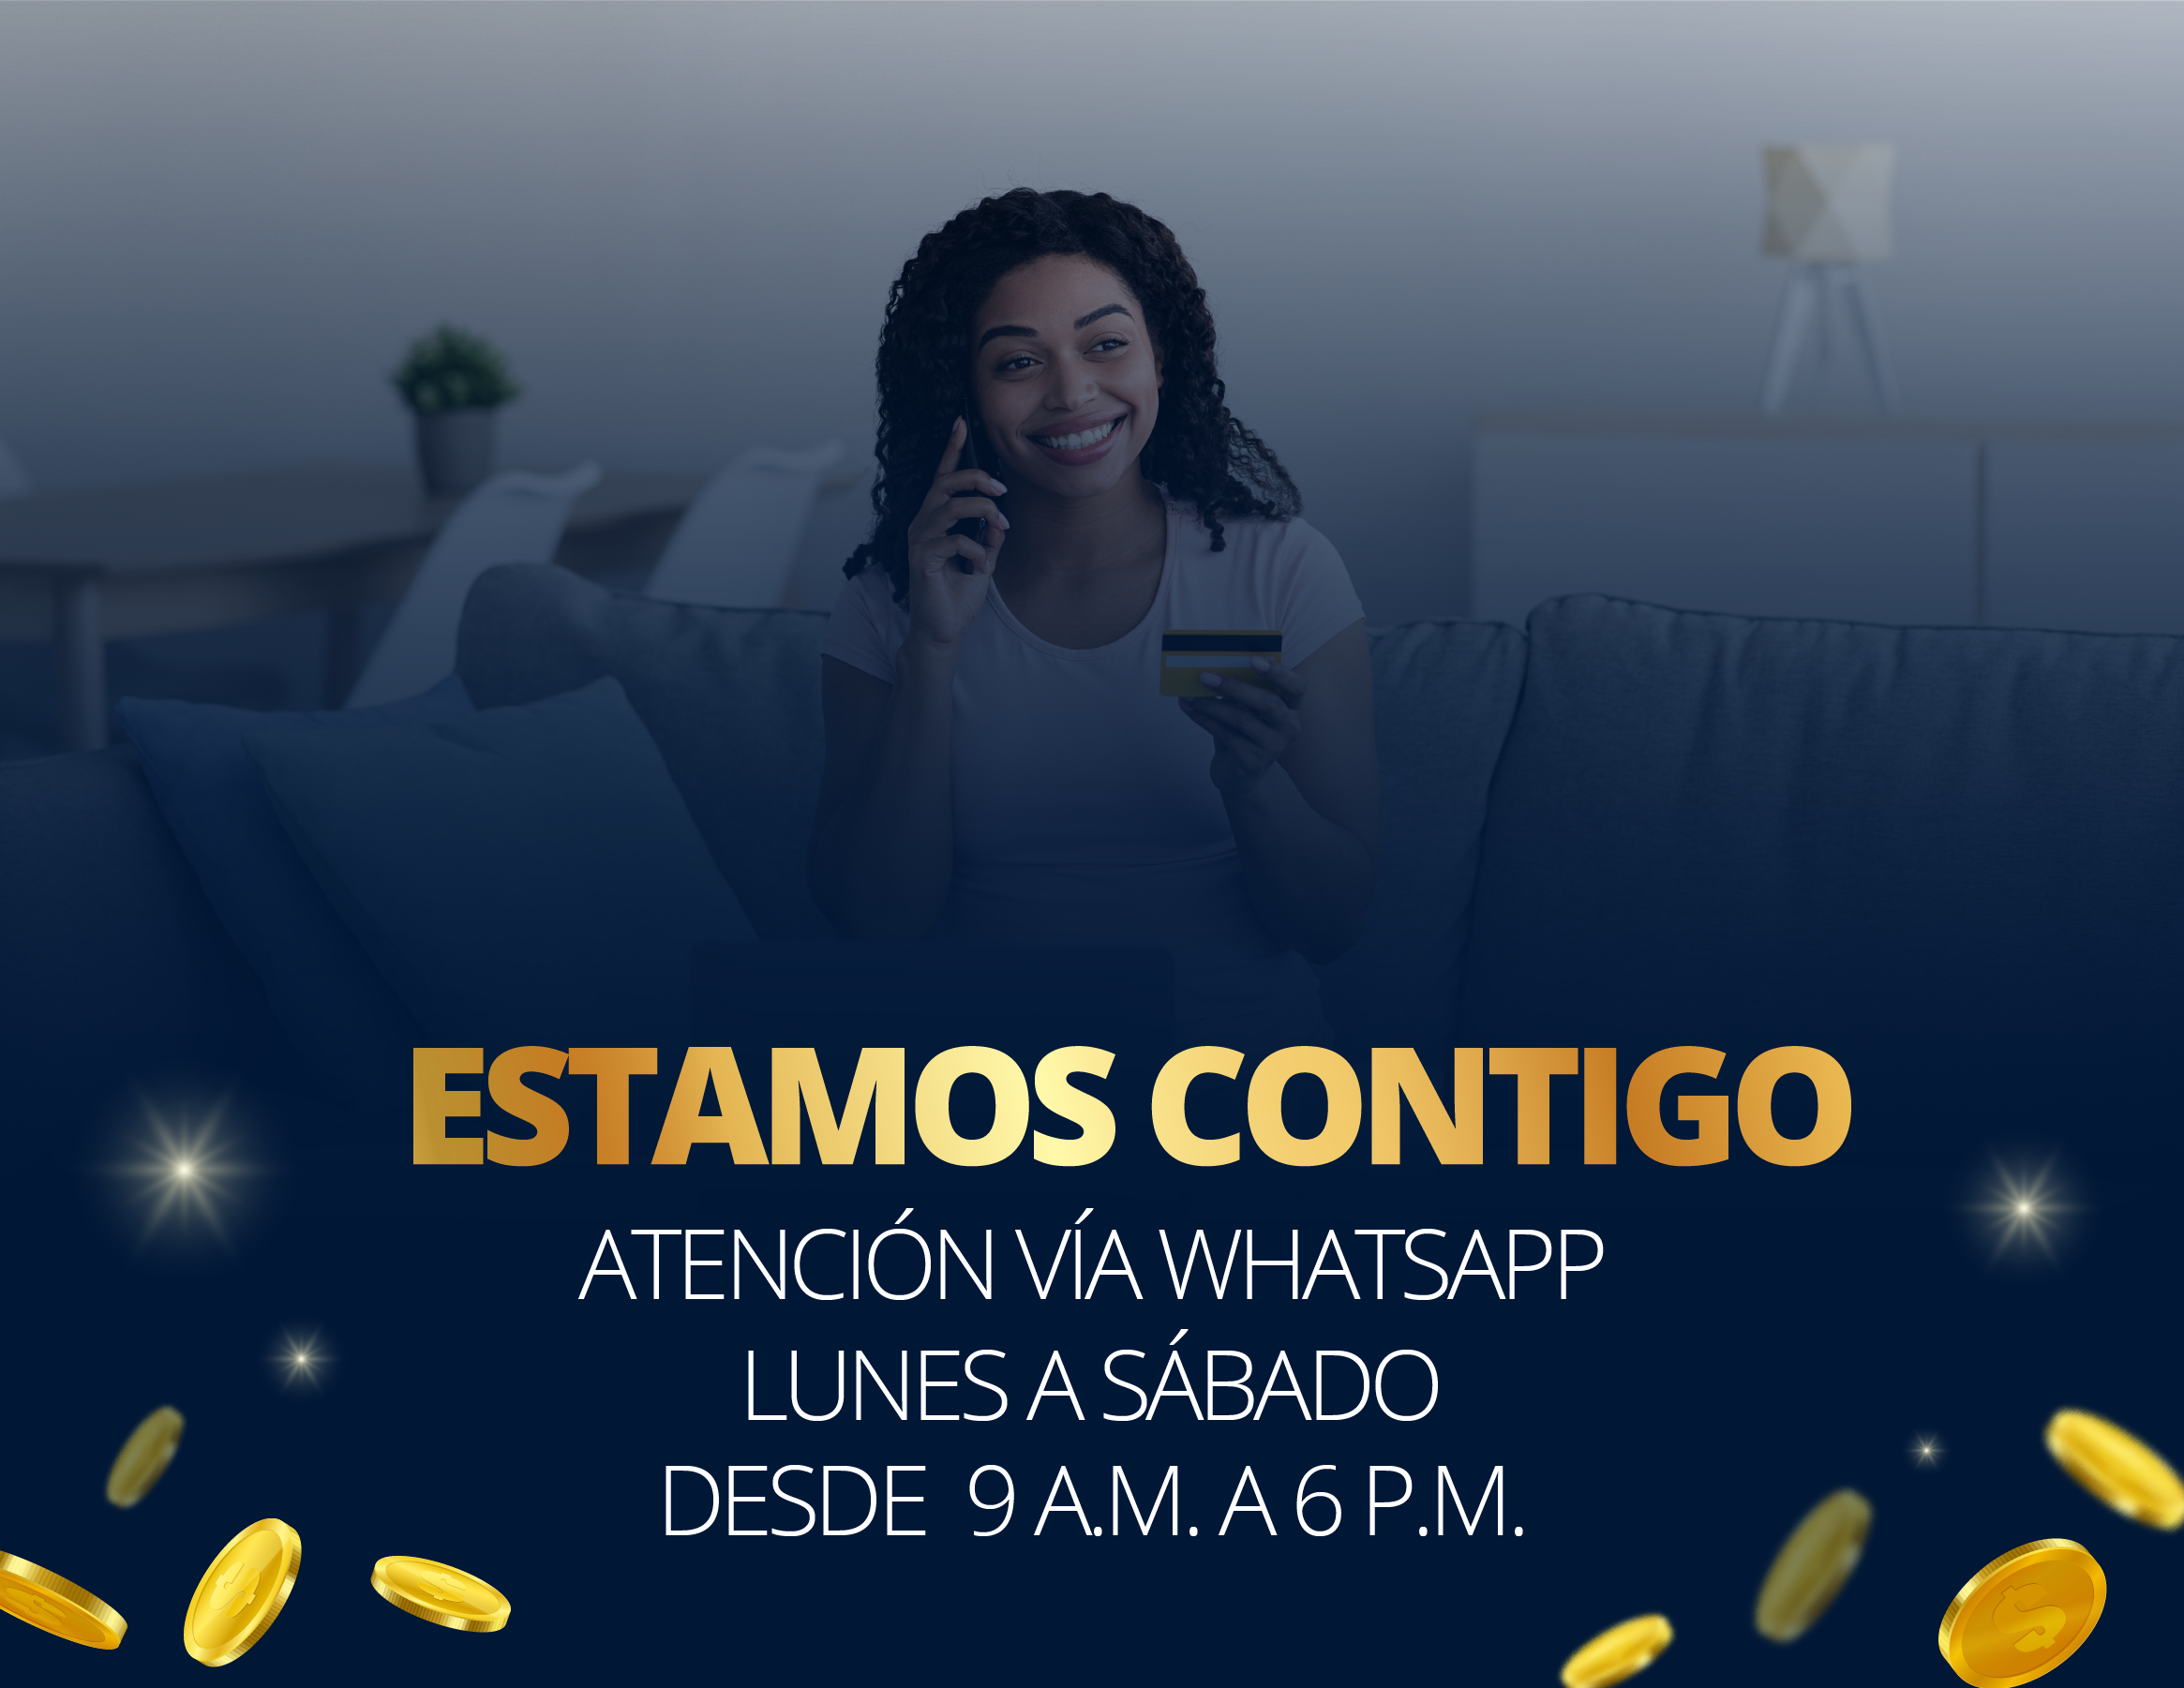 ESTAMOS CONTIGO
ATENCIÓN VÍA WHATSAPP
LUNES A SÁBADO
DESDE 9 A.M. A 6 P.M.